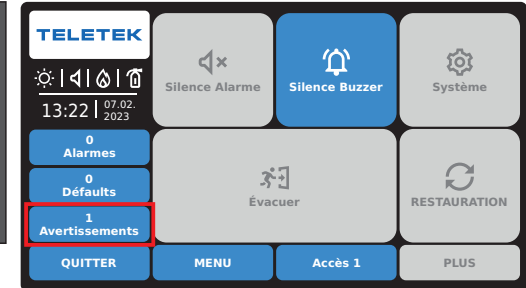 TELETEK
13:22
07.02.
2023
0
Alarmes
0
Défaults
1
Avertissements
QUITTER
Silence Alarme
Silence Buzzer
Système
Évacuer
RESTAURATION
MENU
Accès 1
PLUS